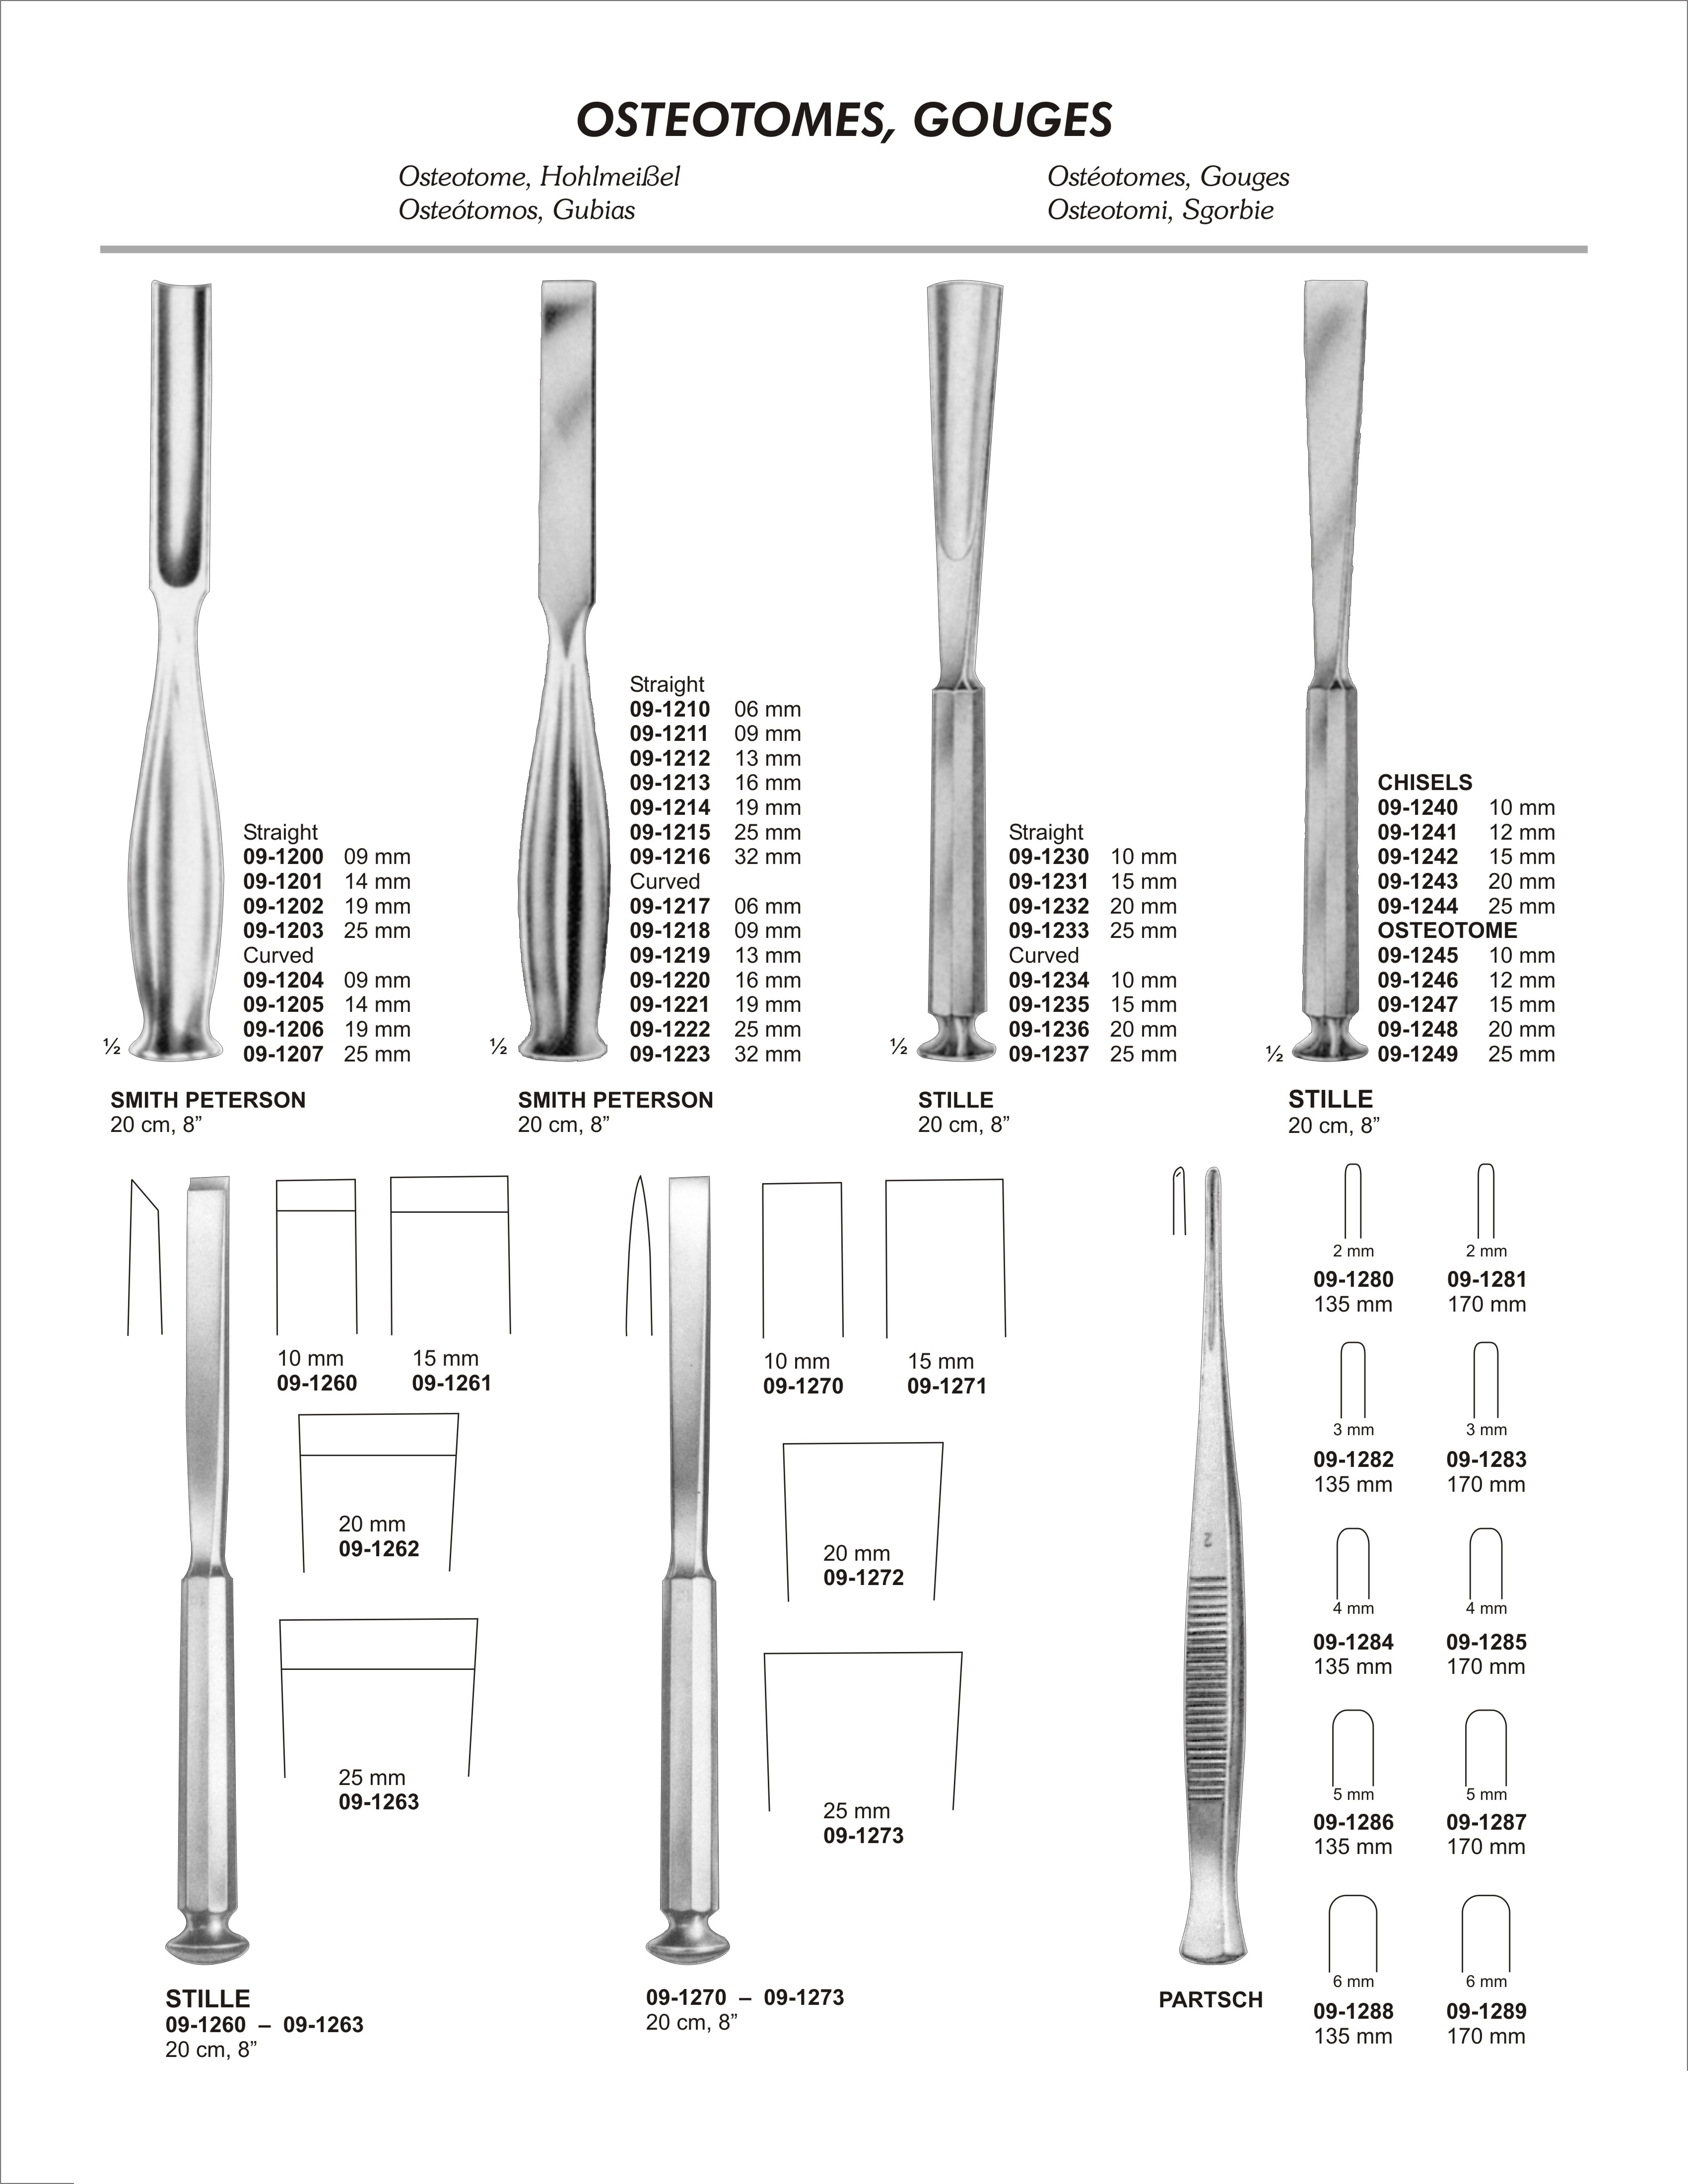 OSTEOTOMES, GOUGES
Osteotome, Hohlmeißel
Osteótomos, Gubias
Ostéotomes, Gouges
Osteotomi, Sgorbie
Straight
09-1200 09 mm
09-1201 14 mm
09-1202 19 mm
09-1203 25 mm
Curved
09-1204 09 mm
09-1205 14 mm
09-1206 19 mm
09-1207 25 mm
½
SMITH PETERSON
20 cm, 8”
Straight
09-1210 06 mm
09-1211 09 mm
09-1212 13 mm
09-1213 16 mm
09-1214 19 mm
09-1215 25 mm
09-1216 32 mm
Curved
09-1217 06 mm
09-1218 09 mm
09-1219 13 mm
09-1220 16 mm
09-1221 19 mm
09-1222 25 mm
09-1223 32 mm
½
SMITH PETERSON
20 cm, 8”
Straight
09-1230 10 mm
09-1231 15 mm
09-1232 20 mm
09-1233 25 mm
Curved
09-1234 10 mm
09-1235 15 mm
09-1236 20 mm
09-1237 25 mm
½
STILLE
20 cm, 8”
CHISELS
09-1240 10 mm
09-1241 12 mm
09-1242 15 mm
09-1243 20 mm
09-1244 25 mm
OSTEOTOME
09-1245 10 mm
09-1246 12 mm
09-1247 15 mm
09-1248 20 mm
09-1249 25 mm
½
STILLE
20 cm, 8”
10 mm
09-1260
15 mm
09-1261
20 mm
09-1262
25 mm
09-1263
STILLE
09-1260 – 09-1263
20 cm, 8”
10 mm
09-1270
15 mm
09-1271
20 mm
09-1272
25 mm
09-1273
09-1270 – 09-1273
20 cm, 8”
2
PARTSCH
2 mm
09-1280
135 mm
2 mm
09-1281
170 mm
3 mm
09-1282
135 mm
3 mm
09-1283
170 mm
4 mm
09-1284
135 mm
4 mm
09-1285
170 mm
5 mm
09-1286
135 mm
5 mm
09-1287
170 mm
6 mm
09-1288
135 mm
6 mm
09-1289
170 mm